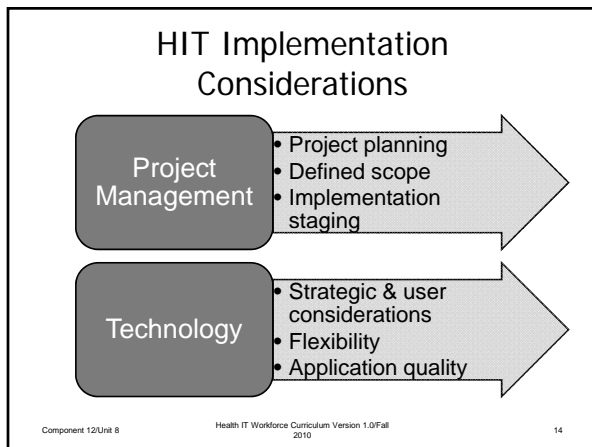 HIT Implementation
Considerations
Project
Management
• Project planning
• Defined scope
• Implementation
staging
Technology
• Strategic & user
considerations
• Flexibility
• Application quality
Component 12/Unit 8
Health IT Workforce Curriculum Version 1.0/Fall
2010
14